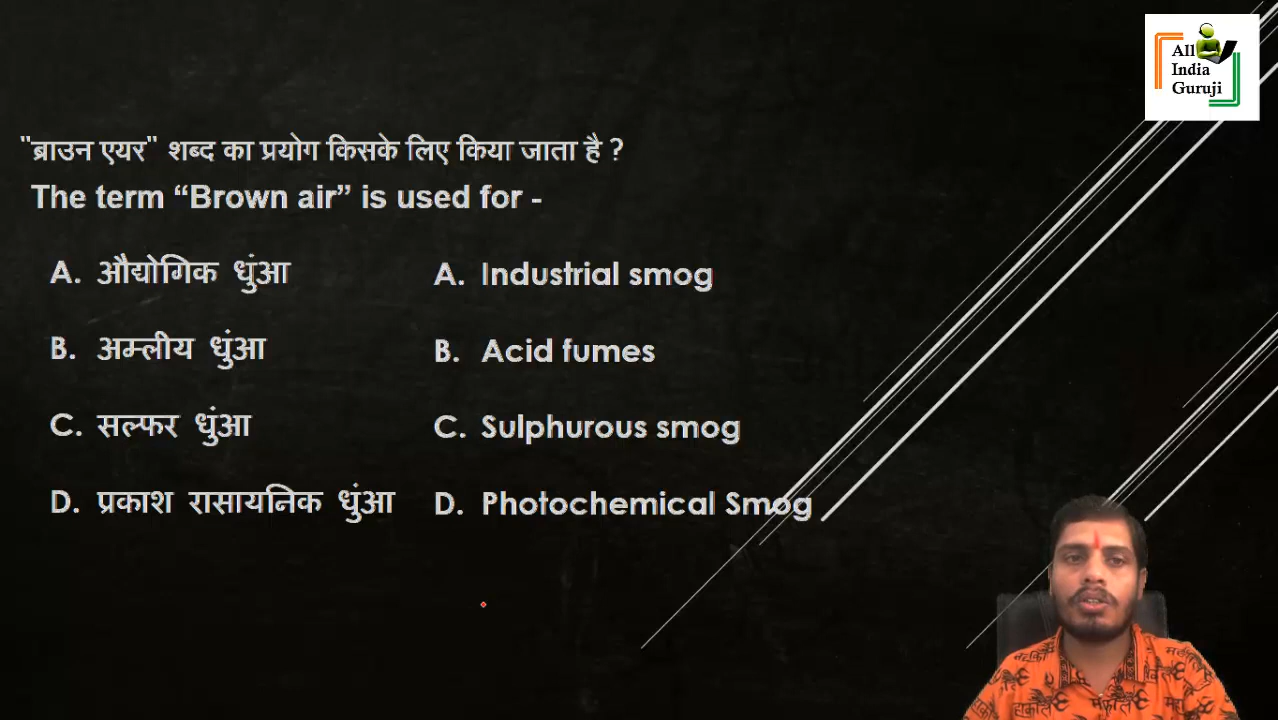 All
India
Guruji
"ब्राउन एयर" शब्द का प्रयोग किसके लिए किया जाता है ?
The term “Brown air” is used for -
A. औद्योगिक धुंआ
A. Industrial smog
B. अम्लीय धुंआ
B. Acid fumes
C. सल्फर धुंआ
C. Sulphurous smog
D. प्रकाश रासायनिक धुंआ
D. Photochemical Smog